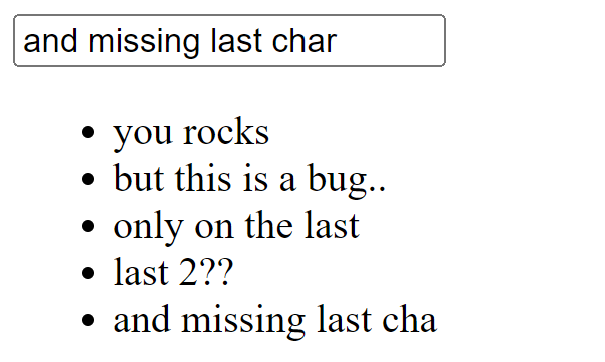 and missing last char
you rocks
but this is a bug..
only on the last
last 2??
and missing last cha